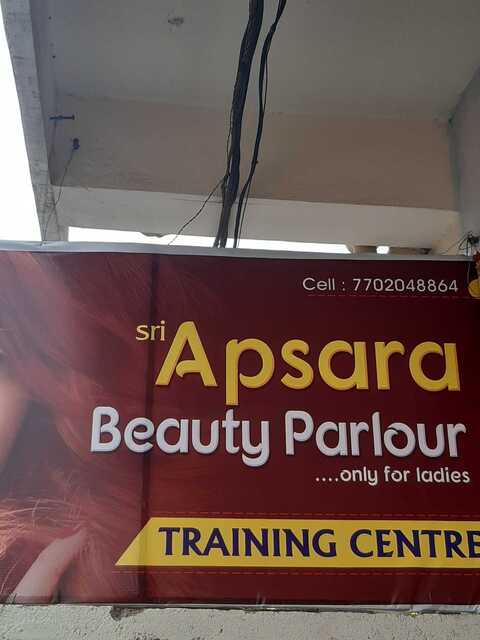 Cell : 7702048864
sri Apsara
Beauty Parlour
....only for ladies
TRAINING CENTRE